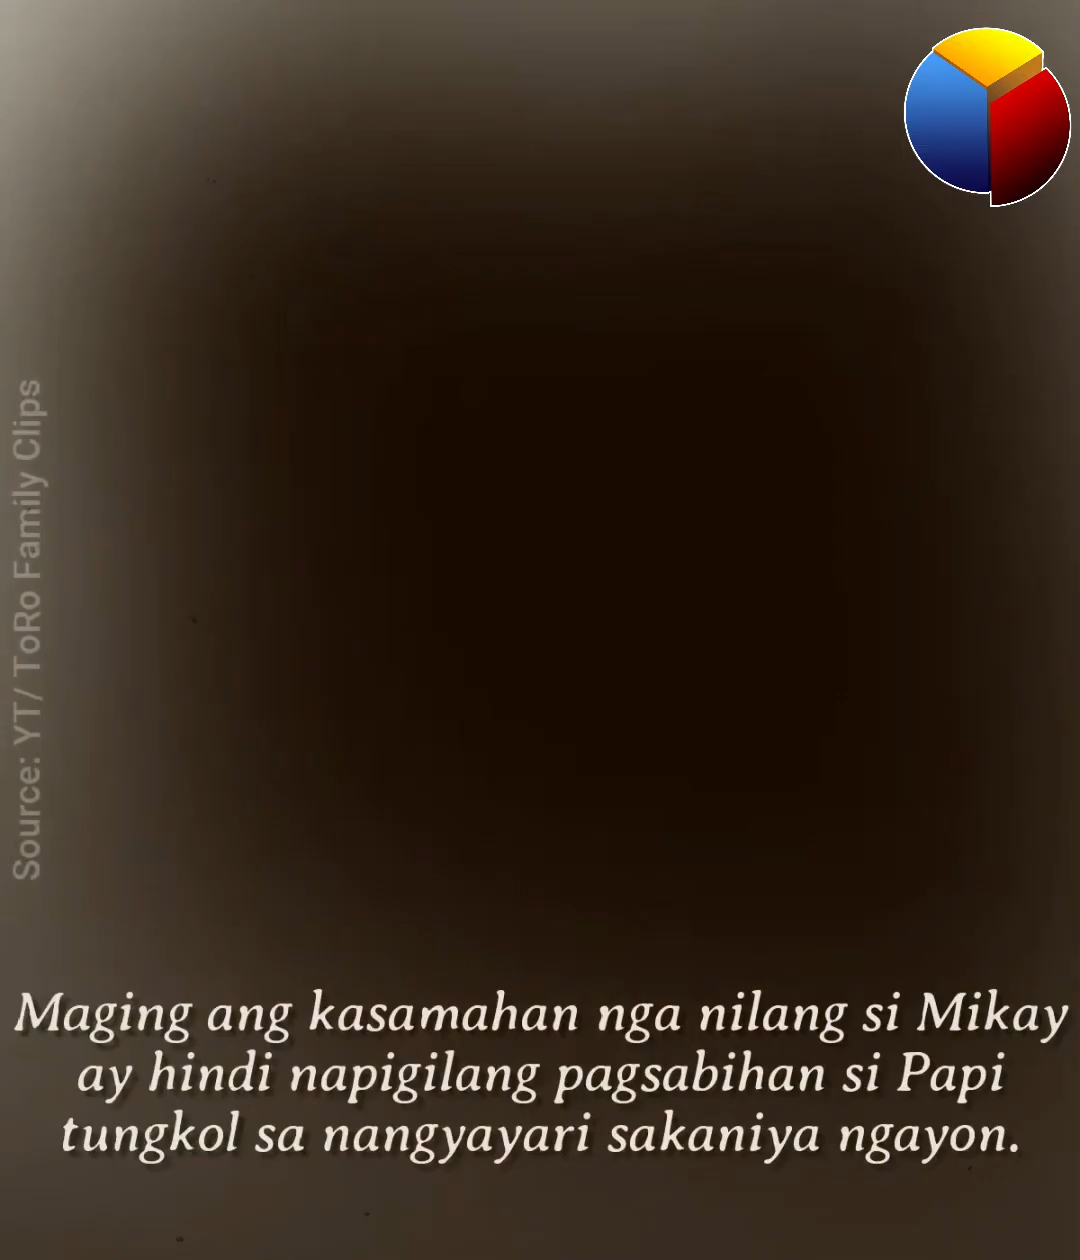 Source: YT/ ToRo Family Clips
Maging ang kasamahan nga nilang si Mikay
ay hindi napigilang pagsabihan si Papi
tungkol sa nangyayari sakaniya ngayon.